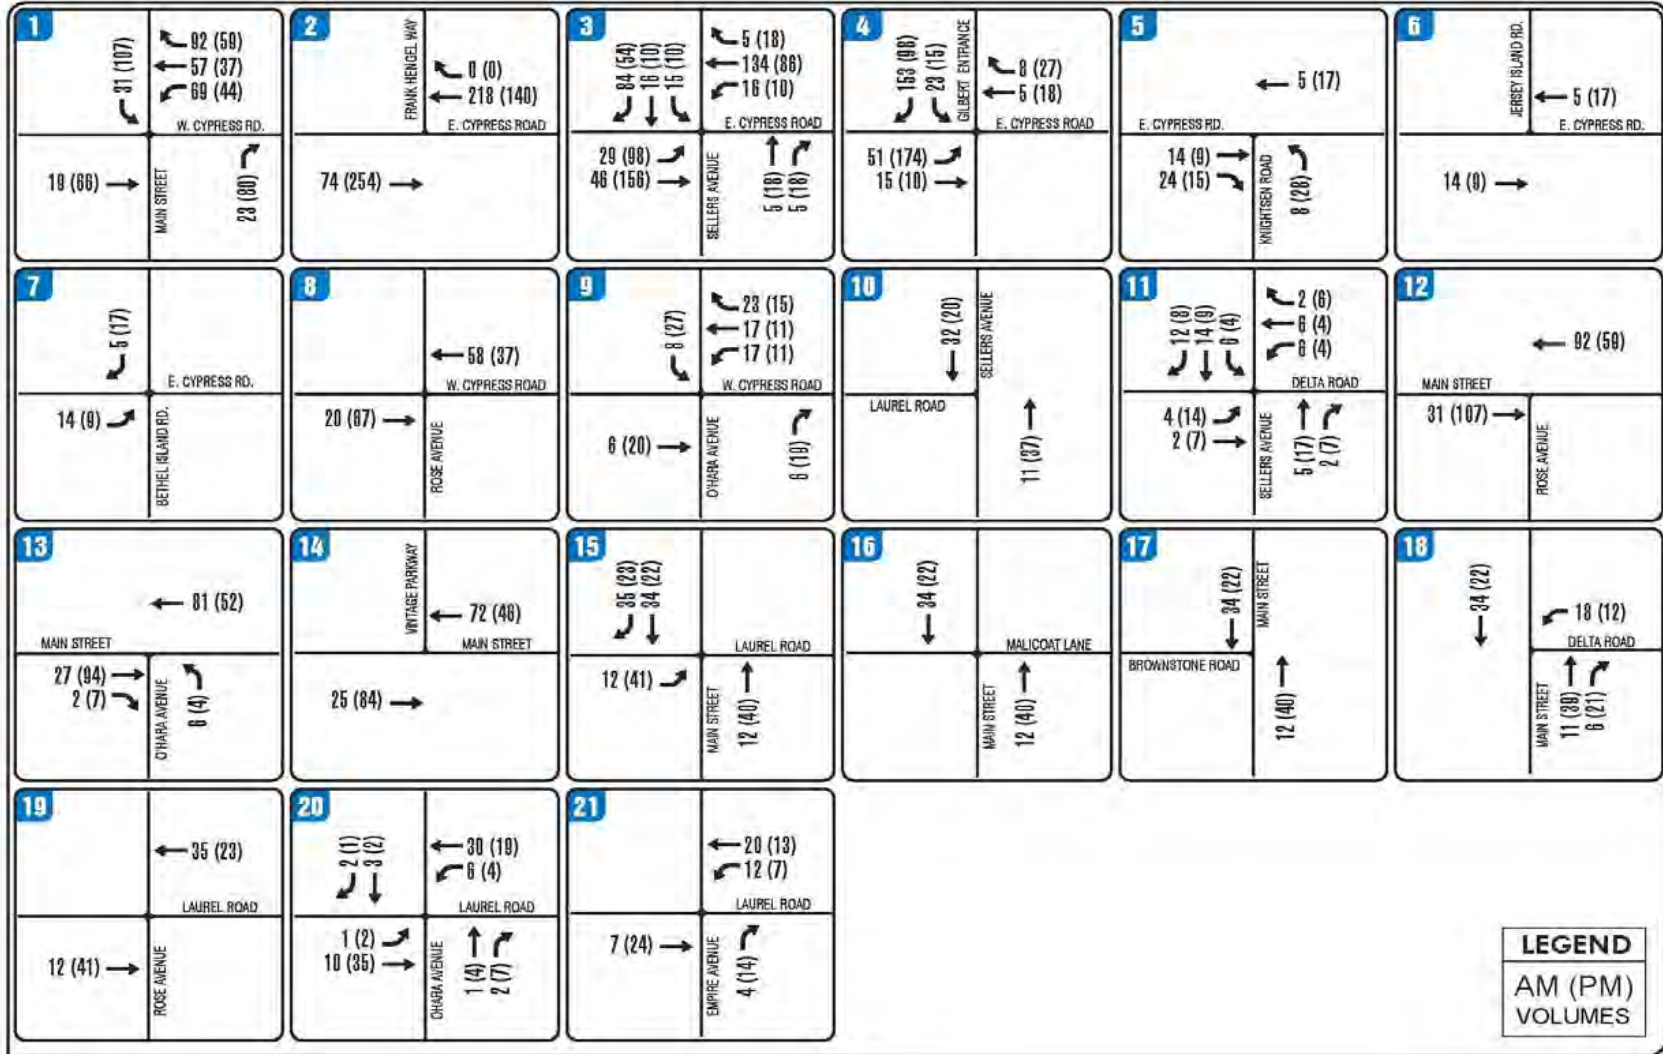 1
31 (107)
92 (59)
57 (37)
69 (44)
W. CYPRESS RD.
19 (66)
MAIN STREET
23 (80)
2
FRANK HENGEL WAY
0 (0)
218 (140)
E. CYPRESS ROAD
74 (254)
3
84 (54)
16 (10)
15 (10)
5 (18)
134 (86)
16 (10)
E. CYPRESS ROAD
29 (98)
46 (156)
SELLERS AVENUE
5 (18)
5 (18)
4
153 (98)
23 (15)
GILBERT ENTRANCE
8 (27)
5 (18)
E. CYPRESS ROAD
51 (174)
15 (10)
5
5 (17)
E. CYPRESS RD.
14 (9)
24 (15)
KNIGHTSEN ROAD
8 (28)
6
JERSEY ISLAND RD.
5 (17)
E. CYPRESS RD.
14 (9)
7
5 (17)
E. CYPRESS RD.
14 (9)
BETHEL ISLAND RD.
8
58 (37)
W. CYPRESS ROAD
20 (67)
ROSE AVENUE
9
8 (27)
23 (15)
17 (11)
17 (11)
W. CYPRESS ROAD
6 (20)
O'HARA AVENUE
6 (19)
10
32 (20)
SELLERS AVENUE
LAUREL ROAD
11 (37)
11
12 (8)
14 (9)
6 (4)
2 (6)
6 (4)
6 (4)
DELTA ROAD
4 (14)
2 (7)
SELLERS AVENUE
5 (17)
2 (7)
12
92 (59)
MAIN STREET
31 (107)
ROSE AVENUE
13
81 (52)
MAIN STREET
27 (94)
2 (7)
O'HARA AVENUE
6 (4)
14
VINTAGE PARKWAY
72 (46)
MAIN STREET
25 (84)
15
35 (23)
34 (22)
LAUREL ROAD
12 (41)
MAIN STREET
12 (40)
16
34 (22)
MALICOAT LANE
MAIN STREET
12 (40)
17
34 (22)
MAIN STREET
BROWNSTONE ROAD
12 (40)
18
34 (22)
18 (12)
DELTA ROAD
MAIN STREET
11 (39)
6 (21)
19
35 (23)
LAUREL ROAD
12 (41)
ROSE AVENUE
20
2 (1)
3 (2)
30 (19)
6 (4)
LAUREL ROAD
1 (2)
10 (35)
OHARA AVENUE
1 (4)
2 (7)
21
20 (13)
12 (7)
LAUREL ROAD
7 (24)
EMPIRE AVENUE
4 (14)
LEGEND
AM (PM)
VOLUMES